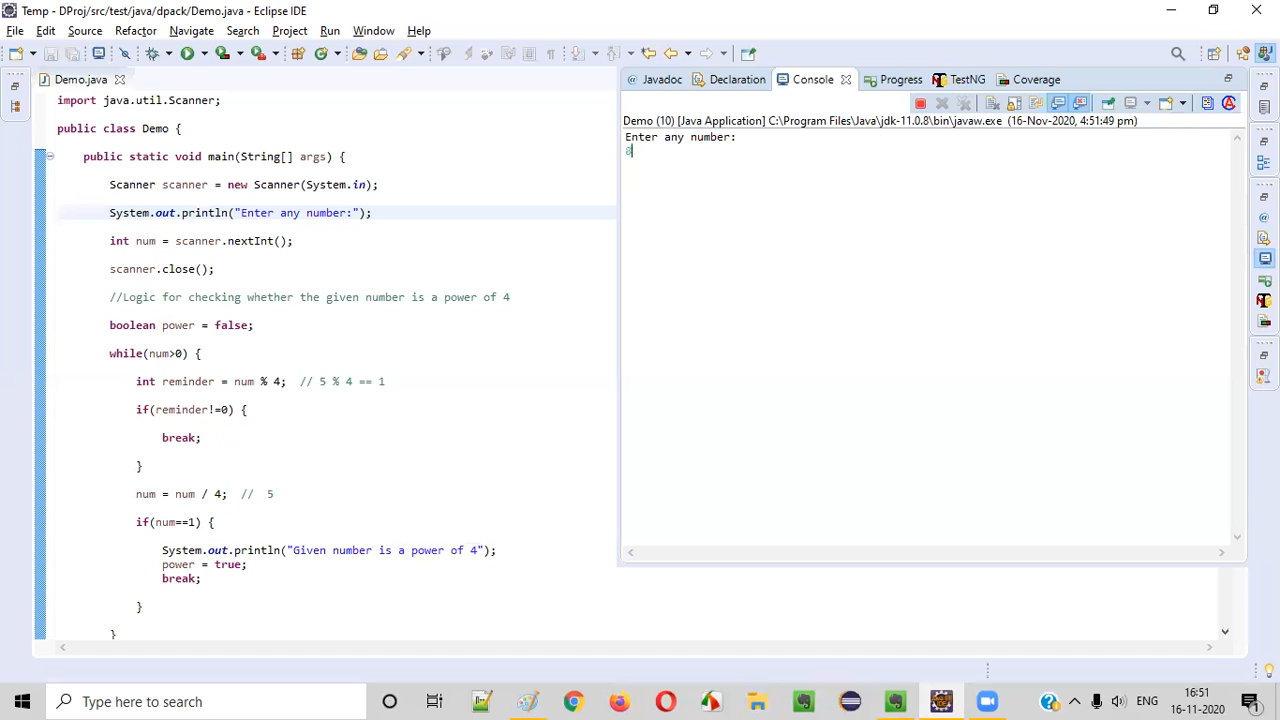 Temp - DProj/src/test/java/dpack/Demo.java - Eclipse IDE
File Edit Source Refactor Navigate Search Project Run Window Help
Demo.java
import java.util.Scanner;
public class Demo {
public static void main(String[] args) {
Scanner scanner = new Scanner(System.in);
System.out.println("Enter any number:");
int num = scanner.nextInt();
scanner.close();
//Logic for checking whether the given number is a power of 4
boolean power = false;
while(num>0) {
int reminder = num % 4; // 5 % 4 == 1
if(reminder!=0) {
break;
}
num = num / 4; // 5
if(num==1) {
System.out.println("Given number is a power of 4");
power = true;
break;
}
}
@ Javadoc Declaration Console Progress TestNG Coverage
Demo (10) [Java Application] C:\Program Files\Java\jdk-11.0.8\bin\javaw.exe (16-Nov-2020, 4:51:49 pm)
Enter any number:
Type here to search
ENG
16:51
16-11-2020